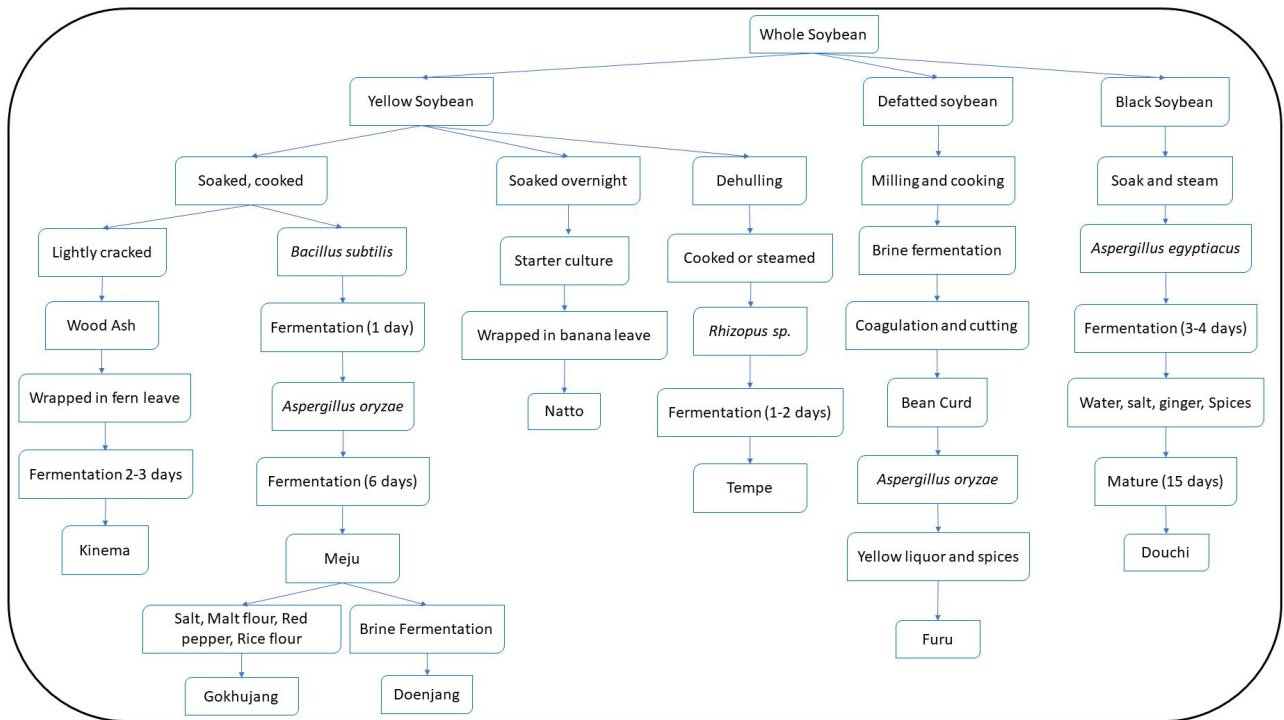 Whole Soybean
Yellow Soybean
Defatted soybean
Black Soybean
Soaked, cooked
Soaked overnight
Dehulling
Milling and cooking
Soak and steam
Lightly cracked
Bacillus subtilis
Starter culture
Cooked or steamed
Brine fermentation
Aspergillus egyptiacus
Wood Ash
Fermentation (1 day)
Wrapped in banana leave
Rhizopus sp.
Coagulation and cutting
Fermentation (3-4 days)
Wrapped in fern leave
Aspergillus oryzae
Natto
Fermentation (1-2 days)
Bean Curd
Water, salt, ginger, Spices
Fermentation 2-3 days
Fermentation (6 days)
Tempe
Aspergillus oryzae
Mature (15 days)
Kinema
Meju
Yellow liquor and spices
Douchi
Salt, Malt flour, Red
pepper, Rice flour
Brine Fermentation
Furu
Gokhujang
Doenjang